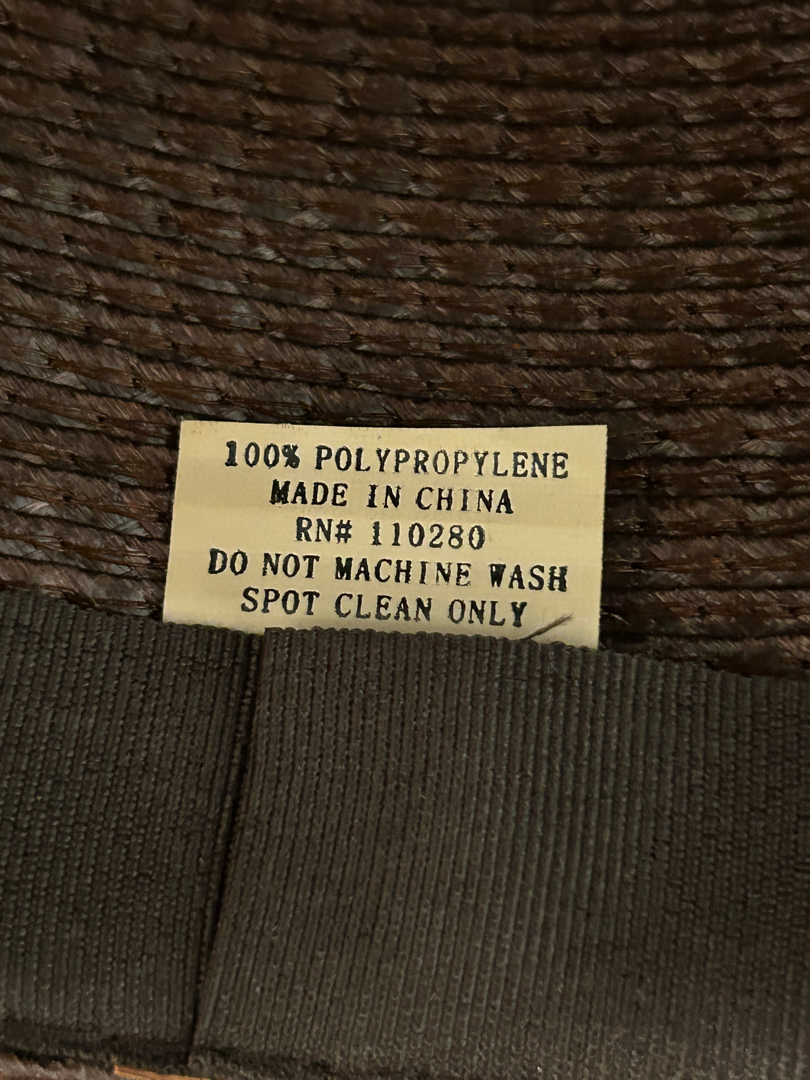 100% POLYPROPYLENE
MADE IN CHINA
RN# 110280
DO NOT MACHINE WASH
SPOT CLEAN ONLY